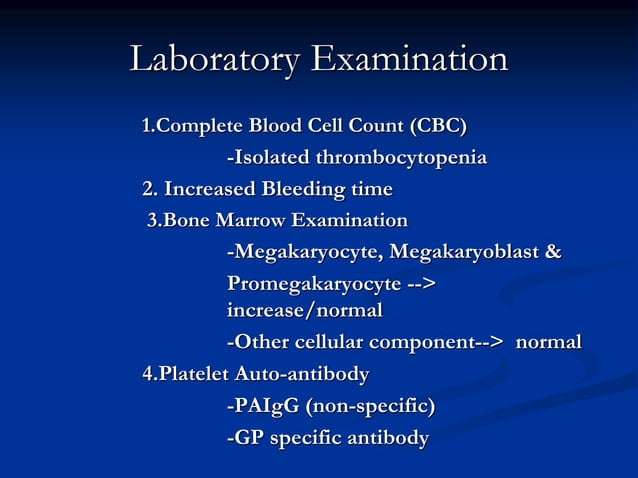 Laboratory Examination
1.Complete Blood Cell Count (CBC)
-Isolated thrombocytopenia
2. Increased Bleeding time
3.Bone Marrow Examination
-Megakaryocyte, Megakaryoblast &
Promegakaryocyte -->
increase/normal
-Other cellular component--> normal
4.Platelet Auto-antibody
-PAIgG (non-specific)
-GP specific antibody